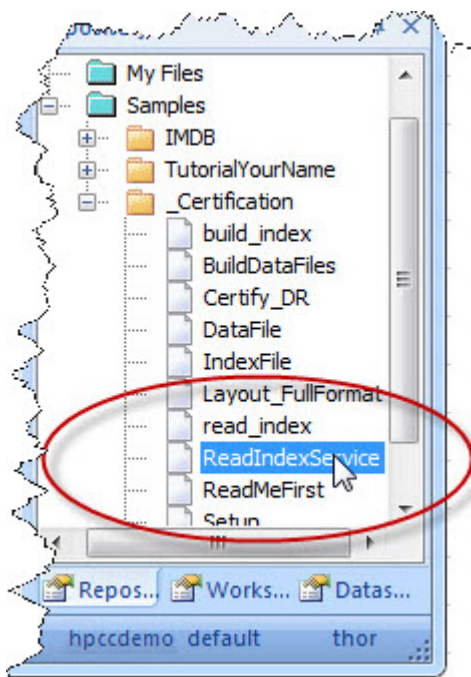 My Files
Samples
IMDB
TutorialYourName
_Certification
build_index
BuildDataFiles
Certify_DR
DataFile
IndexFile
Layout_FullFormat
read_index
ReadIndexService
ReadMeFirst
Setup
Repos... Works... Datas...
hpccdemo default thor